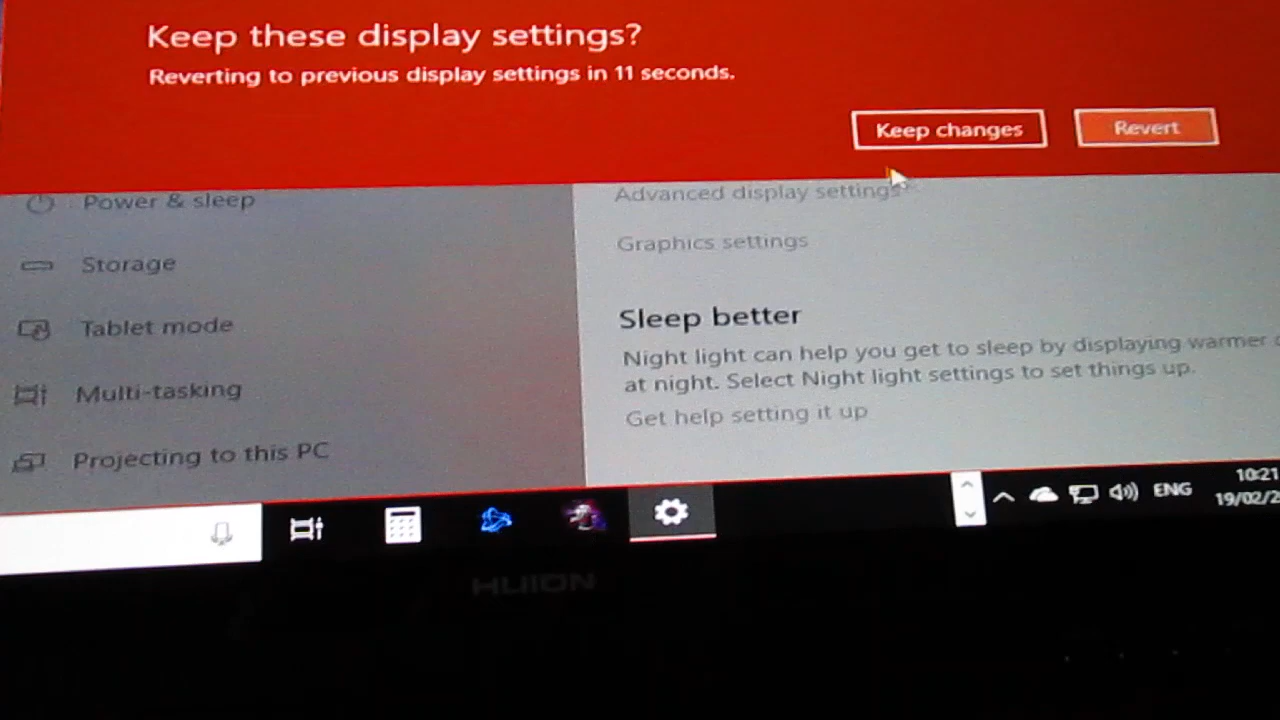 Keep these display settings?
Reverting to previous display settings in 11 seconds.
Keep changes
Revert
Power & sleep
Storage
Tablet mode
Multi-tasking
Projecting to this PC
Advanced display settings
Graphics settings
Sleep better
Night light can help you get to sleep by displaying warmer
at night. Select Night light settings to set things up.
Get help setting it up
ENG
10:21
19/02/2
HUION